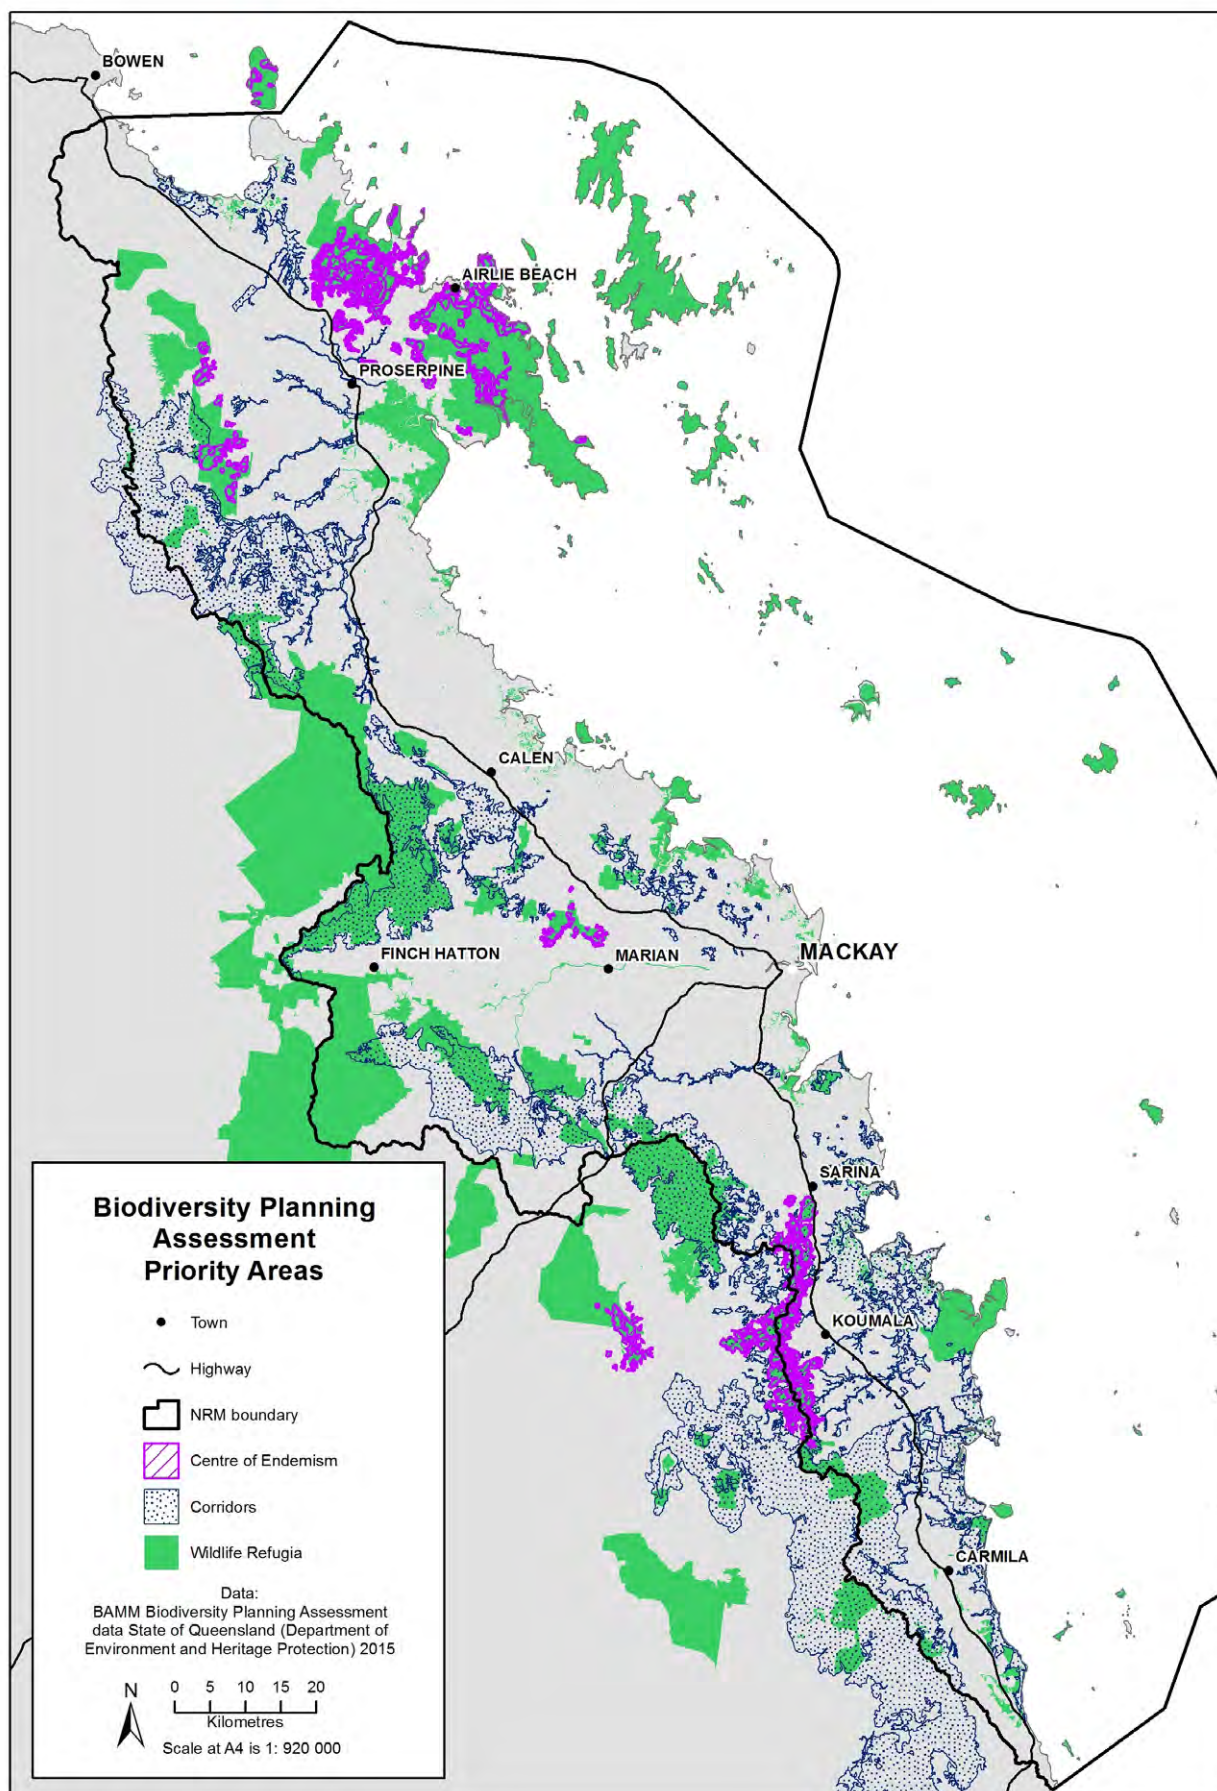 BOWEN
AIRLIE BEACH
PROSERPINE
CALEN
FINCH HATTON
MARIAN
MACKAY
SARINA
KOUMALA
CARMILA
Biodiversity Planning
Assessment
Priority Areas
Town
Highway
NRM boundary
Centre of Endemism
Corridors
Wildlife Refugia
Data:
BAMM Biodiversity Planning Assessment
data State of Queensland (Department of
Environment and Heritage Protection) 2015
N
0 5 10 15 20
Kilometres
Scale at A4 is 1: 920 000